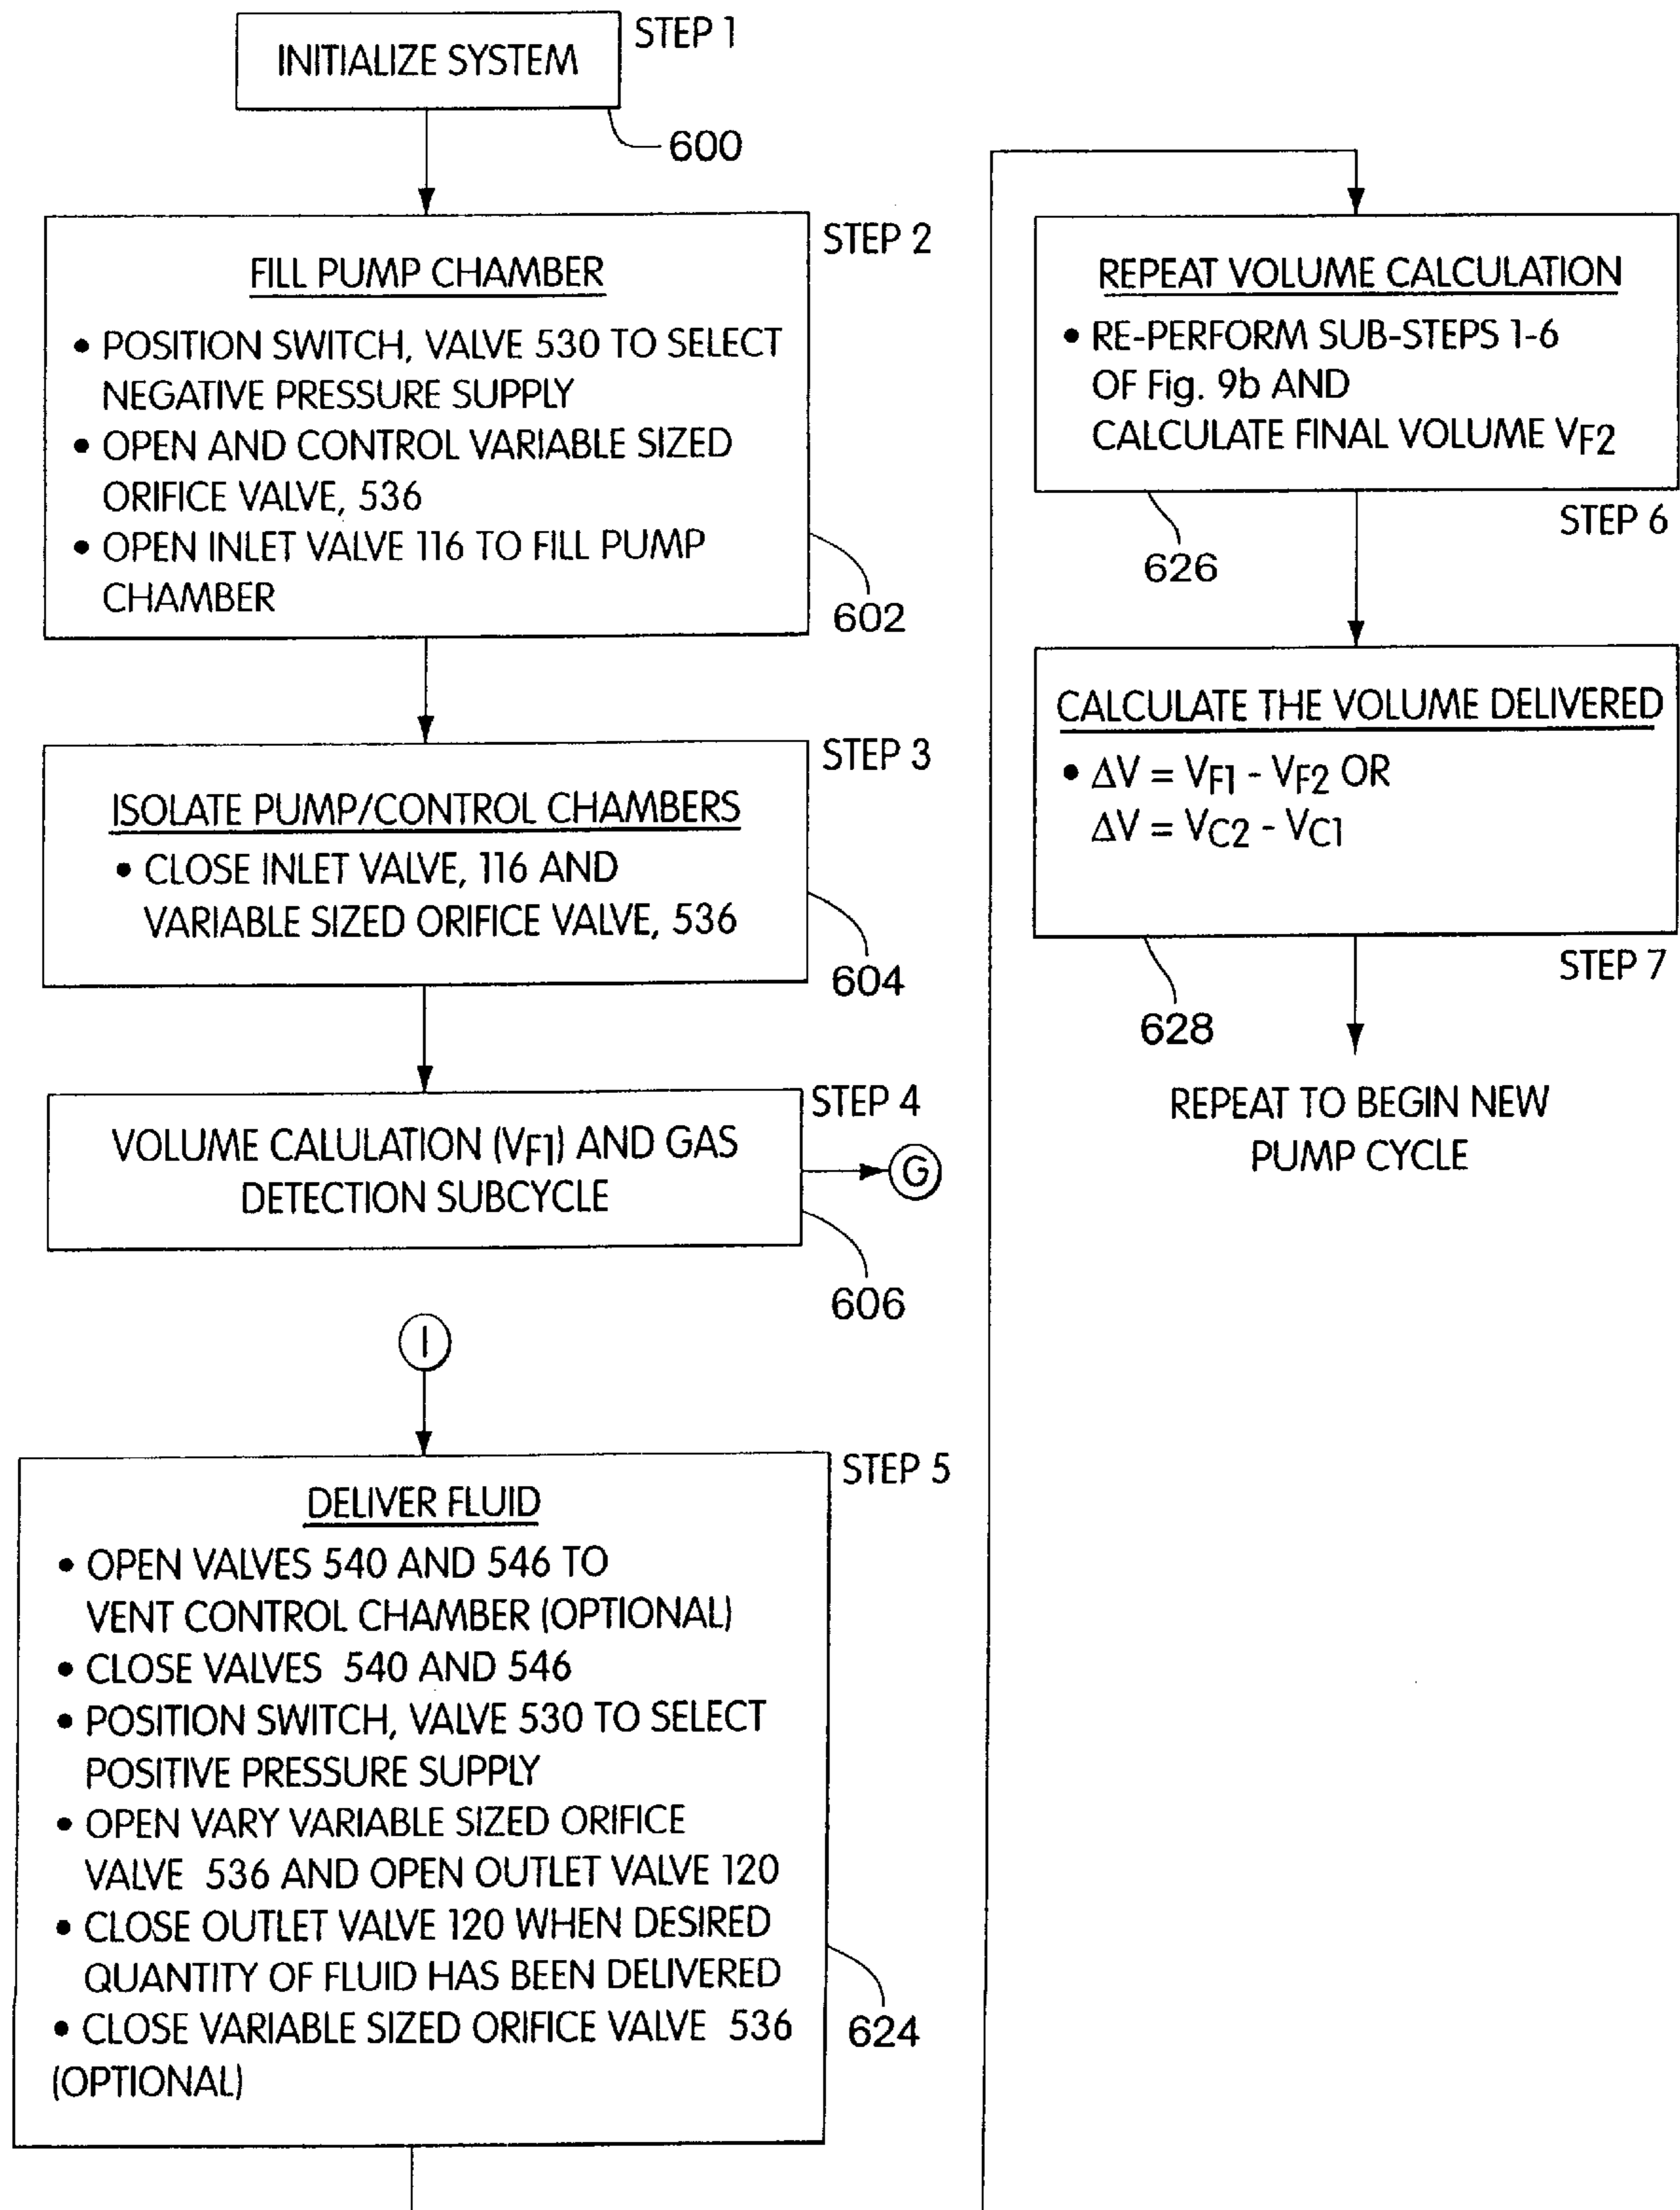 STEP 1
INITIALIZE SYSTEM
600
STEP 2
FILL PUMP CHAMBER
• POSITION SWITCH, VALVE 530 TO SELECT
NEGATIVE PRESSURE SUPPLY
• OPEN AND CONTROL VARIABLE SIZED
ORIFICE VALVE, 536
• OPEN INLET VALVE 116 TO FILL PUMP
CHAMBER
602
STEP 3
ISOLATE PUMP/CONTROL CHAMBERS
• CLOSE INLET VALVE, 116 AND
VARIABLE SIZED ORIFICE VALVE, 536
604
STEP 4
VOLUME CALULATION (VF1) AND GAS
DETECTION SUBCYCLE
G
606
I
STEP 5
DELIVER FLUID
• OPEN VALVES 540 AND 546 TO
VENT CONTROL CHAMBER (OPTIONAL)
• CLOSE VALVES 540 AND 546
• POSITION SWITCH, VALVE 530 TO SELECT
POSITIVE PRESSURE SUPPLY
• OPEN VARY VARIABLE SIZED ORIFICE
VALVE 536 AND OPEN OUTLET VALVE 120
• CLOSE OUTLET VALVE 120 WHEN DESIRED
QUANTITY OF FLUID HAS BEEN DELIVERED
• CLOSE VARIABLE SIZED ORIFICE VALVE 536
(OPTIONAL)
624
REPEAT VOLUME CALCULATION
• RE-PERFORM SUB-STEPS 1-6
OF Fig. 9b AND
CALCULATE FINAL VOLUME VF2
STEP 6
626
CALCULATE THE VOLUME DELIVERED
• ΔV = VF1 - VF2 OR
ΔV = VC2 - VC1
STEP 7
628
REPEAT TO BEGIN NEW
PUMP CYCLE